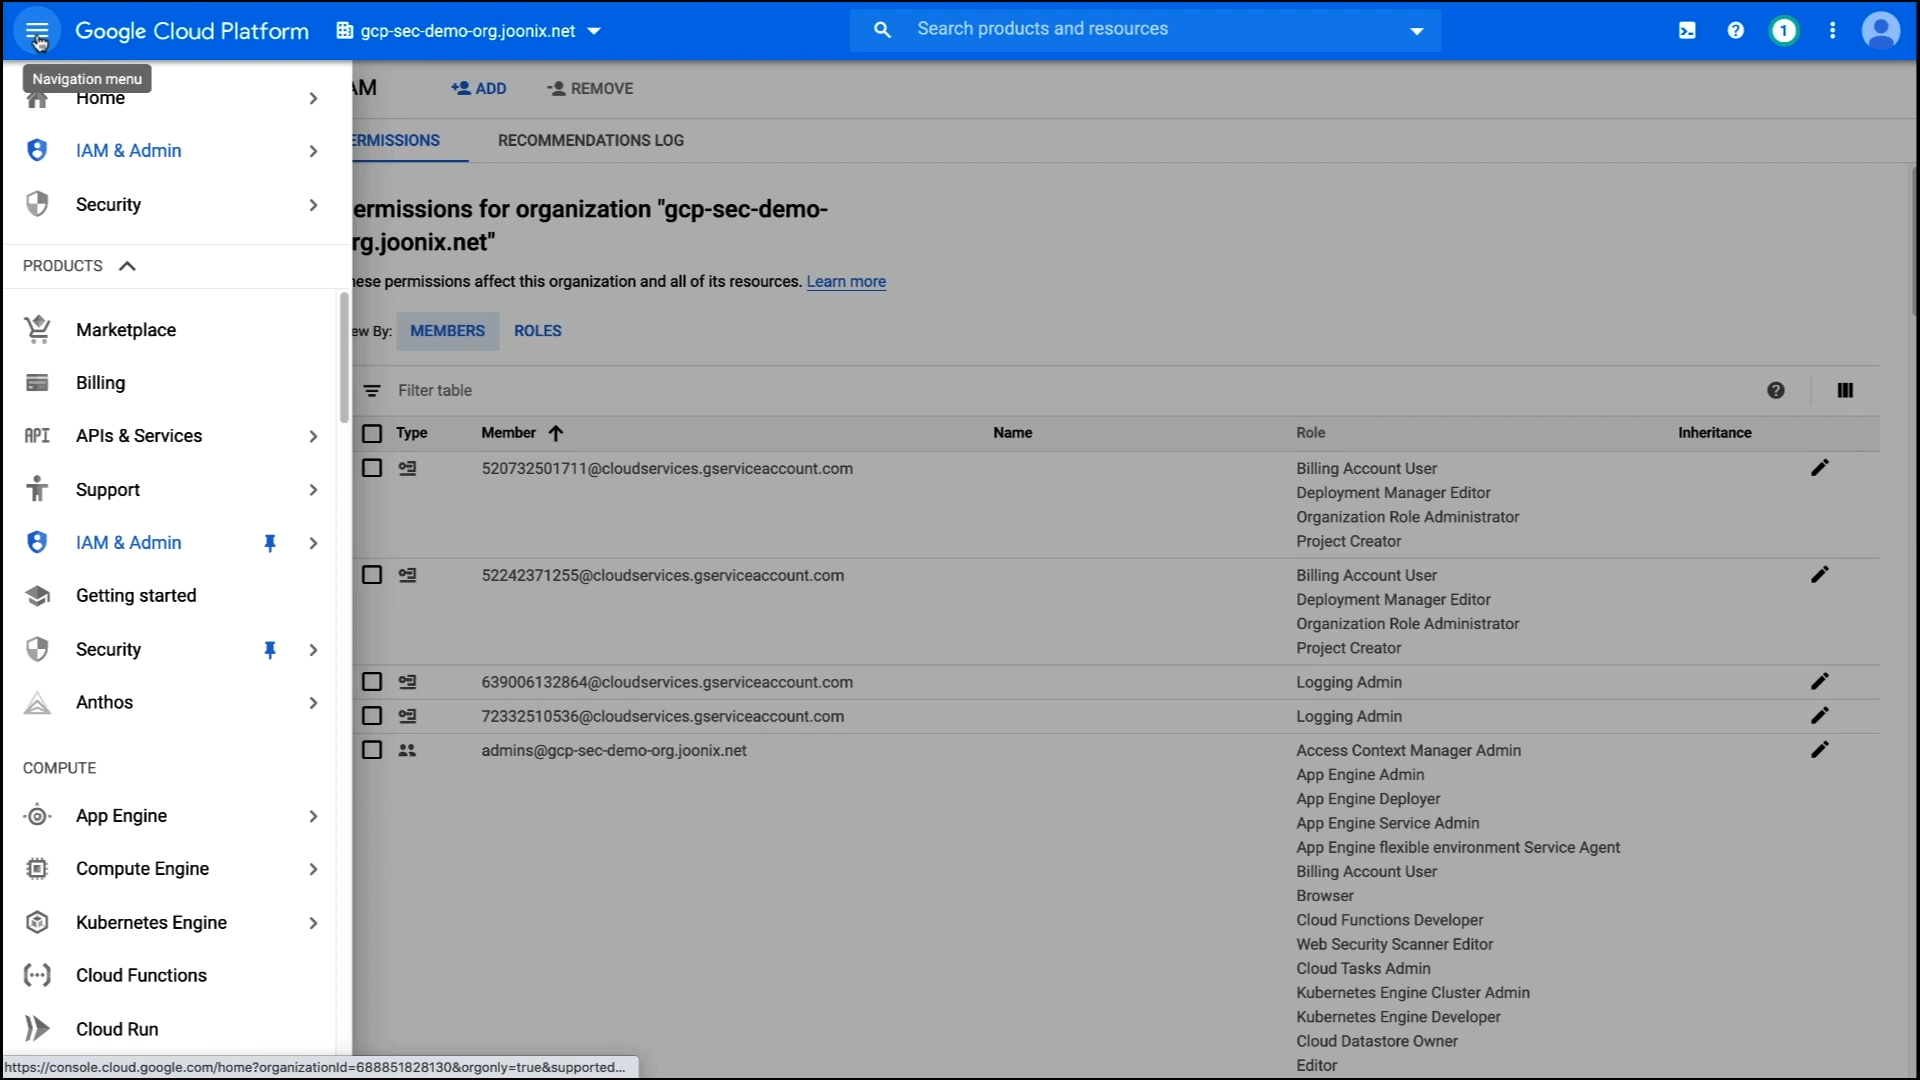 Google Cloud Platform
gcp-sec-demo-org.joonix.net
Search products and resources
1
Navigation menu
Home
IAM & Admin
Security
PRODUCTS
Marketplace
Billing
API APIs & Services
Support
IAM & Admin
Getting started
Security
Anthos
COMPUTE
App Engine
Compute Engine
Kubernetes Engine
Cloud Functions
Cloud Run
https://console.cloud.google.com/home?organizationId=688851828130&orgonly=true&supported...
AM
ADD
REMOVE
ERMISSIONS
RECOMMENDATIONS LOG
ermissions for organization "gcp-sec-demo-
rg.joonix.net"
hese permissions affect this organization and all of its resources. Learn more
ew By: MEMBERS ROLES
Filter table
Type Member Name Role Inheritance
520732501711@cloudservices.gserviceaccount.com Billing Account User
Deployment Manager Editor
Organization Role Administrator
Project Creator
52242371255@cloudservices.gserviceaccount.com Billing Account User
Deployment Manager Editor
Organization Role Administrator
Project Creator
639006132864@cloudservices.gserviceaccount.com Logging Admin
72332510536@cloudservices.gserviceaccount.com Logging Admin
admins@gcp-sec-demo-org.joonix.net Access Context Manager Admin
App Engine Admin
App Engine Deployer
App Engine Service Admin
App Engine flexible environment Service Agent
Billing Account User
Browser
Cloud Functions Developer
Web Security Scanner Editor
Cloud Tasks Admin
Kubernetes Engine Cluster Admin
Kubernetes Engine Developer
Cloud Datastore Owner
Editor